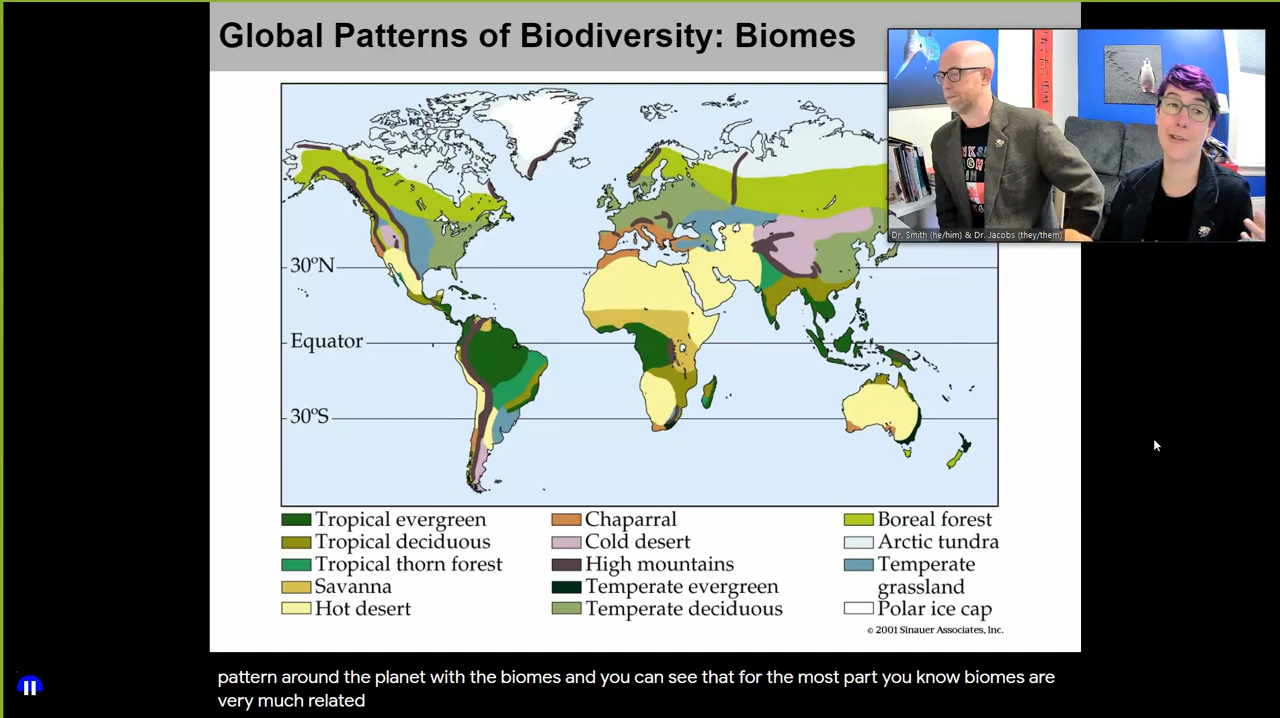 Global Patterns of Biodiversity: Biomes
Dr. Smith (he/him) & Dr. Jacobs (they/them)
30ºN
Equator
30ºS
Tropical evergreen
Tropical deciduous
Tropical thorn forest
Savanna
Hot desert
Chaparral
Cold desert
High mountains
Temperate evergreen
Temperate deciduous
Boreal forest
Arctic tundra
Temperate
grassland
Polar ice cap
© 2001 Sinauer Associates, Inc.
pattern around the planet with the biomes and you can see that for the most part you know biomes are
very much related